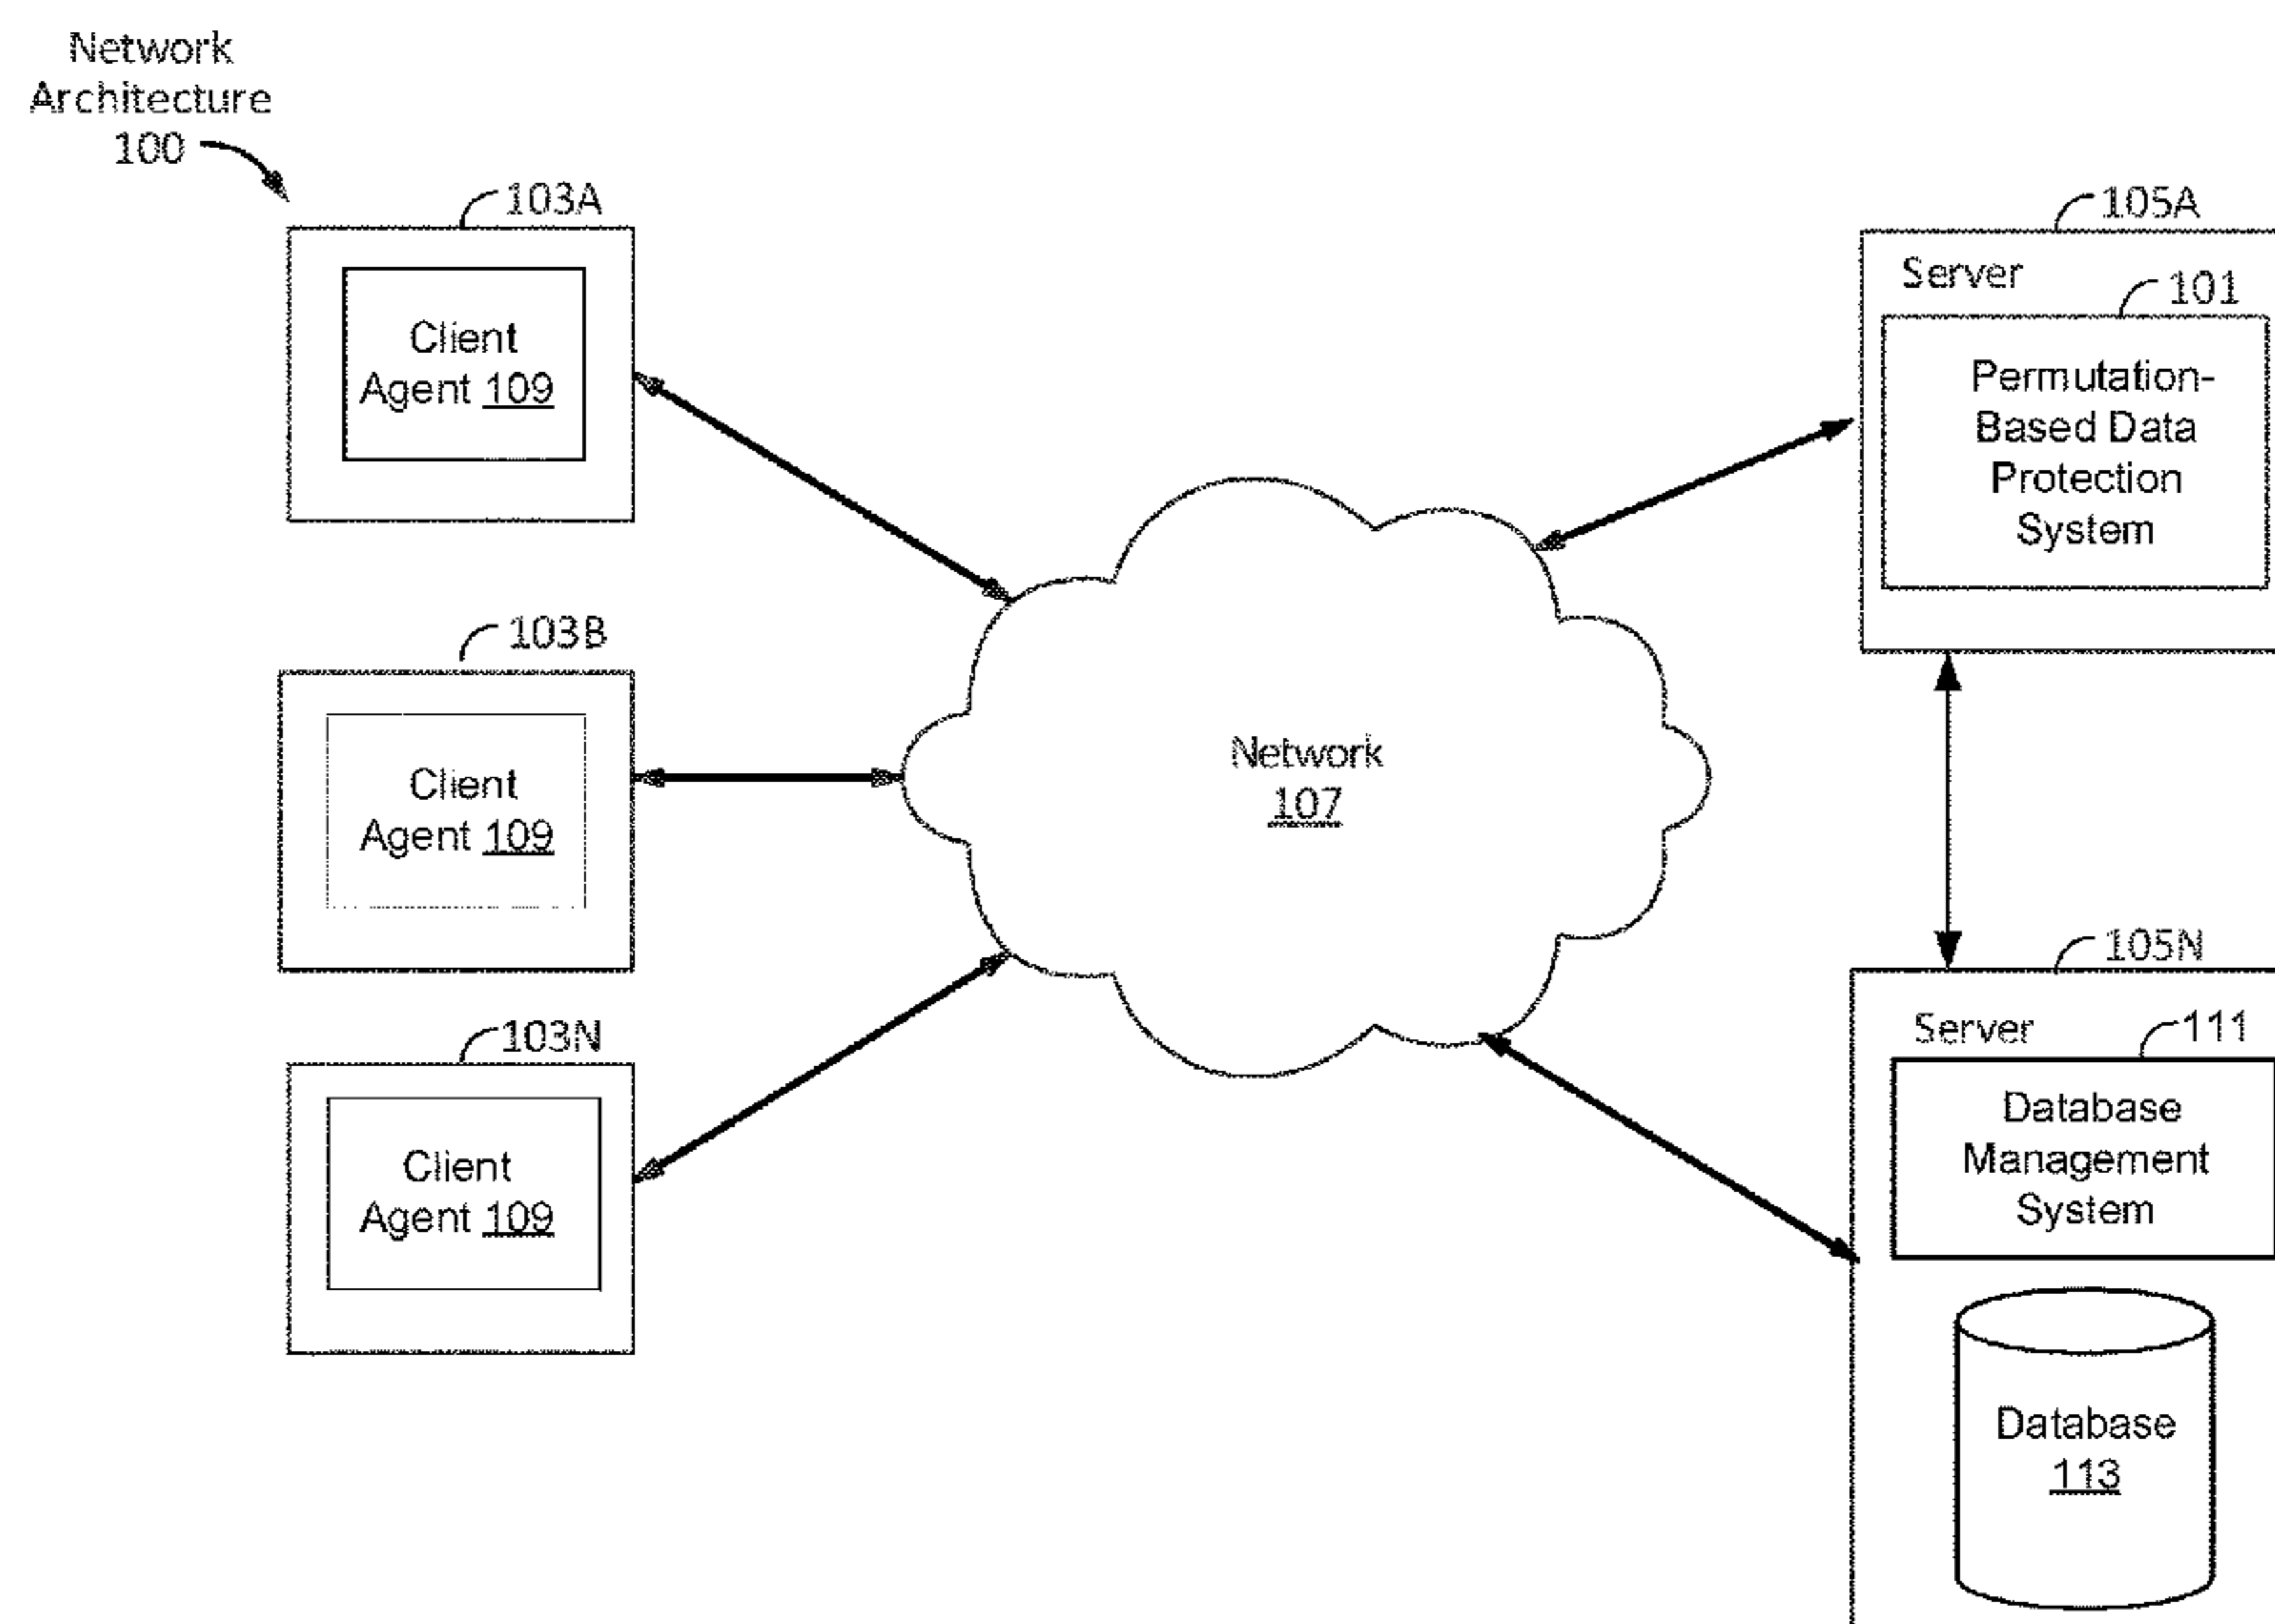 Network
Architecture
100
103A
Client
Agent 109
103B
Client
Agent 109
103N
Client
Agent 109
Network
107
105A
Server
101
Permutation-
Based Data
Protection
System
105N
Server
111
Database
Management
System
Database
113